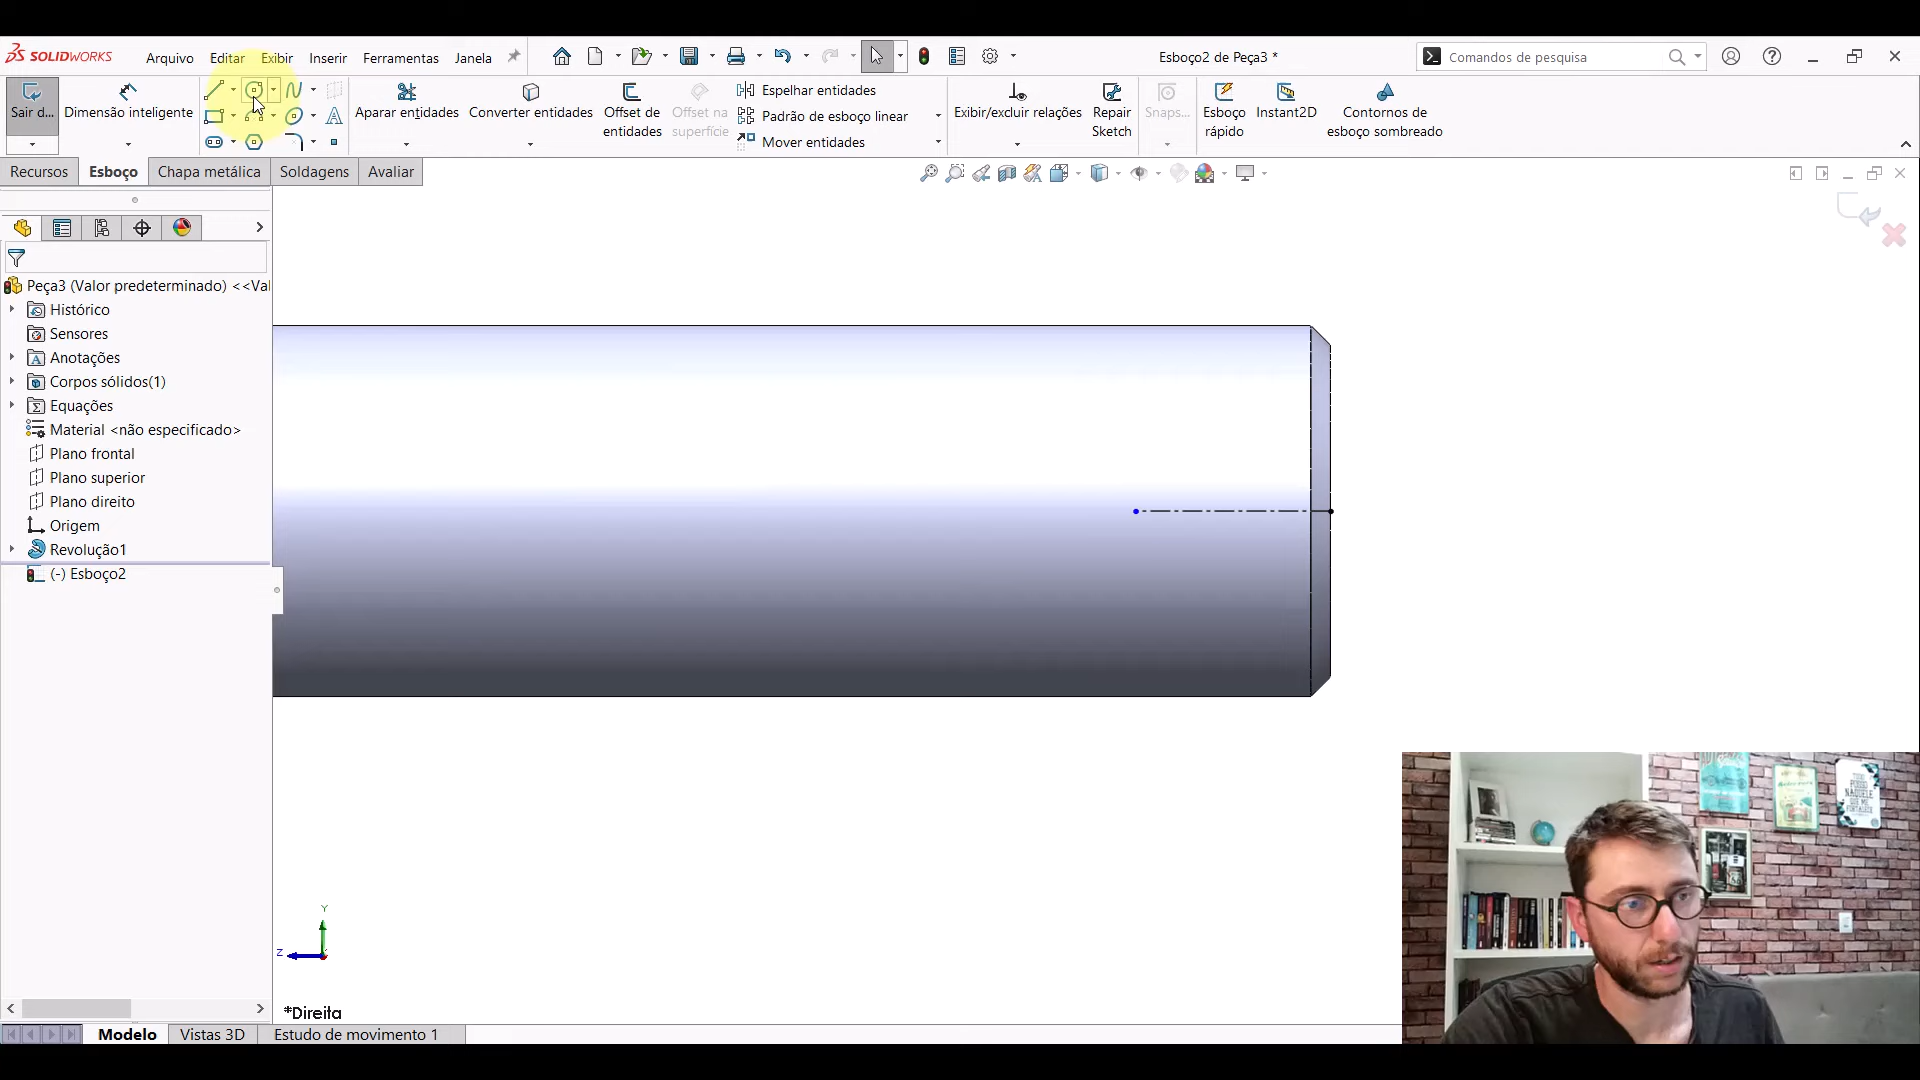 SOLIDWORKS
Arquivo
Editar
Exibir
Inserir
Ferramentas
Janela
Esboço2 de Peça3 *
Comandos de pesquisa
Sair d...
Dimensão inteligente
Aparar entidades
Converter entidades
Offset de entidades
Offset na superfície
Espelhar entidades
Padrão de esboço linear
Mover entidades
Exibir/excluir relações
Repair Sketch
Snaps...
Esboço rápido
Instant2D
Contornos de esboço sombreado
Recursos
Esboço
Chapa metálica
Soldagens
Avaliar
Peça3 (Valor predeterminado) <<Val
Histórico
Sensores
Anotações
Corpos sólidos(1)
Equações
Material <não especificado>
Plano frontal
Plano superior
Plano direito
Origem
Revolução1
(-) Esboço2
Y
Z
*Direita
Modelo
Vistas 3D
Estudo de movimento 1